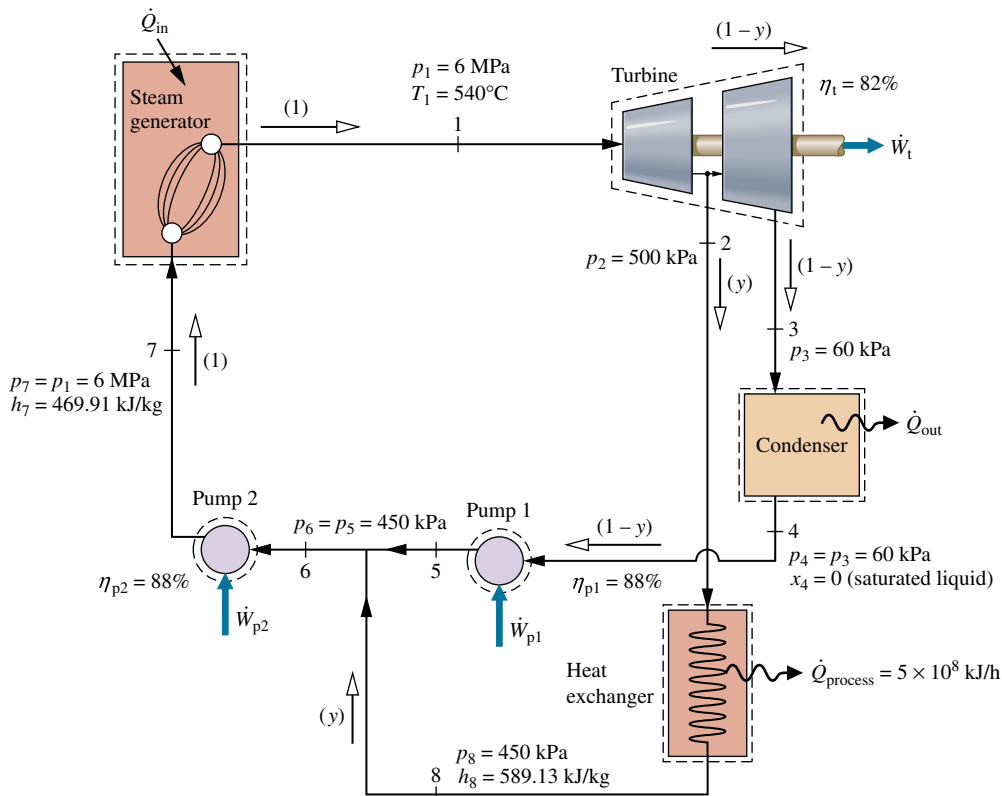 Q̇in
Steam
generator
(1)
p1 = 6 MPa
T1 = 540°C
1
Turbine
(1 – y)
ηt = 82%
Ẇt
2
p2 = 500 kPa
(y)
(1 – y)
3
p3 = 60 kPa
7
(1)
p7 = p1 = 6 MPa
h7 = 469.91 kJ/kg
Condenser
Q̇out
Pump 2
p6 = p5 = 450 kPa
Pump 1
(1 – y)
4
6
5
p4 = p3 = 60 kPa
x4 = 0 (saturated liquid)
ηp2 = 88%
ηp1 = 88%
Ẇp2
Ẇp1
Heat
exchanger
Q̇process = 5 × 10⁸ kJ/h
(y)
p8 = 450 kPa
h8 = 589.13 kJ/kg
8